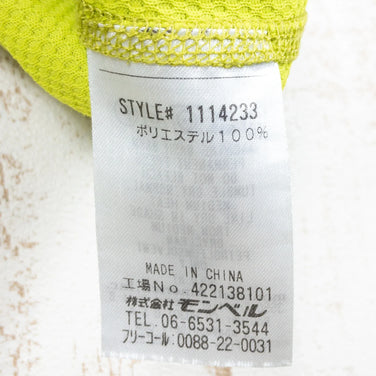 STYLE# 1114233
ポリエステル100%
MADE IN CHINA
工場No. 422138101
株式会社 モンベル
TEL. 06-6531-3544
フリーコール:0088-22-0031